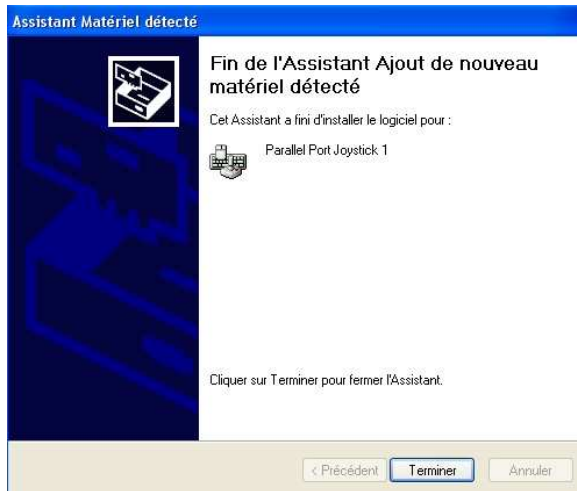 Assistant Matériel détecté
Fin de l'Assistant Ajout de nouveau
matériel détecté
Cet Assistant a fini d'installer le logiciel pour :
Parallel Port Joystick 1
Cliquer sur Terminer pour fermer l'Assistant.
< Précédent Terminer Annuler